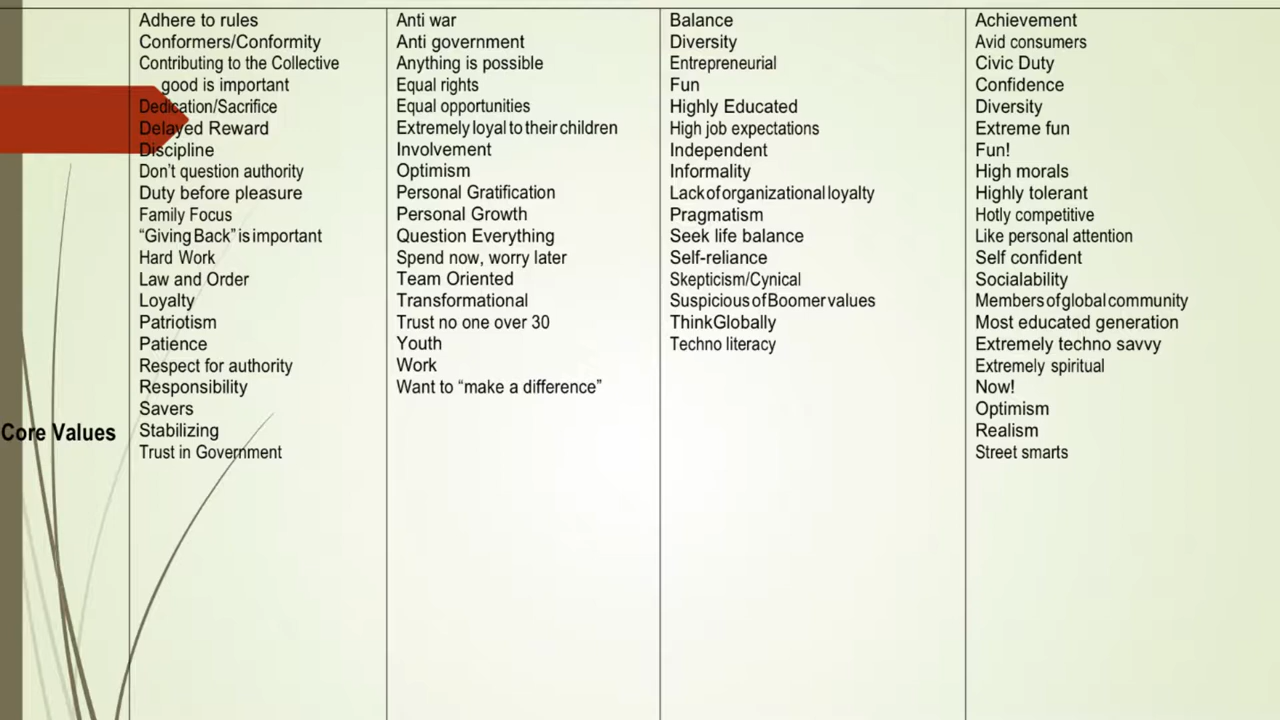 Core Values
Adhere to rules
Conformers/Conformity
Contributing to the Collective
good is important
Dedication/Sacrifice
Delayed Reward
Discipline
Don't question authority
Duty before pleasure
Family Focus
“Giving Back” is important
Hard Work
Law and Order
Loyalty
Patriotism
Patience
Respect for authority
Responsibility
Savers
Stabilizing
Trust in Government
Anti war
Anti government
Anything is possible
Equal rights
Equal opportunities
Extremely loyal to their children
Involvement
Optimism
Personal Gratification
Personal Growth
Question Everything
Spend now, worry later
Team Oriented
Transformational
Trust no one over 30
Youth
Work
Want to “make a difference”
Balance
Diversity
Entrepreneurial
Fun
Highly Educated
High job expectations
Independent
Informality
Lack of organizational loyalty
Pragmatism
Seek life balance
Self-reliance
Skepticism/Cynical
Suspicious of Boomer values
Think Globally
Techno literacy
Achievement
Avid consumers
Civic Duty
Confidence
Diversity
Extreme fun
Fun!
High morals
Highly tolerant
Hotly competitive
Like personal attention
Self confident
Socialability
Members of global community
Most educated generation
Extremely techno savvy
Extremely spiritual
Now!
Optimism
Realism
Street smarts